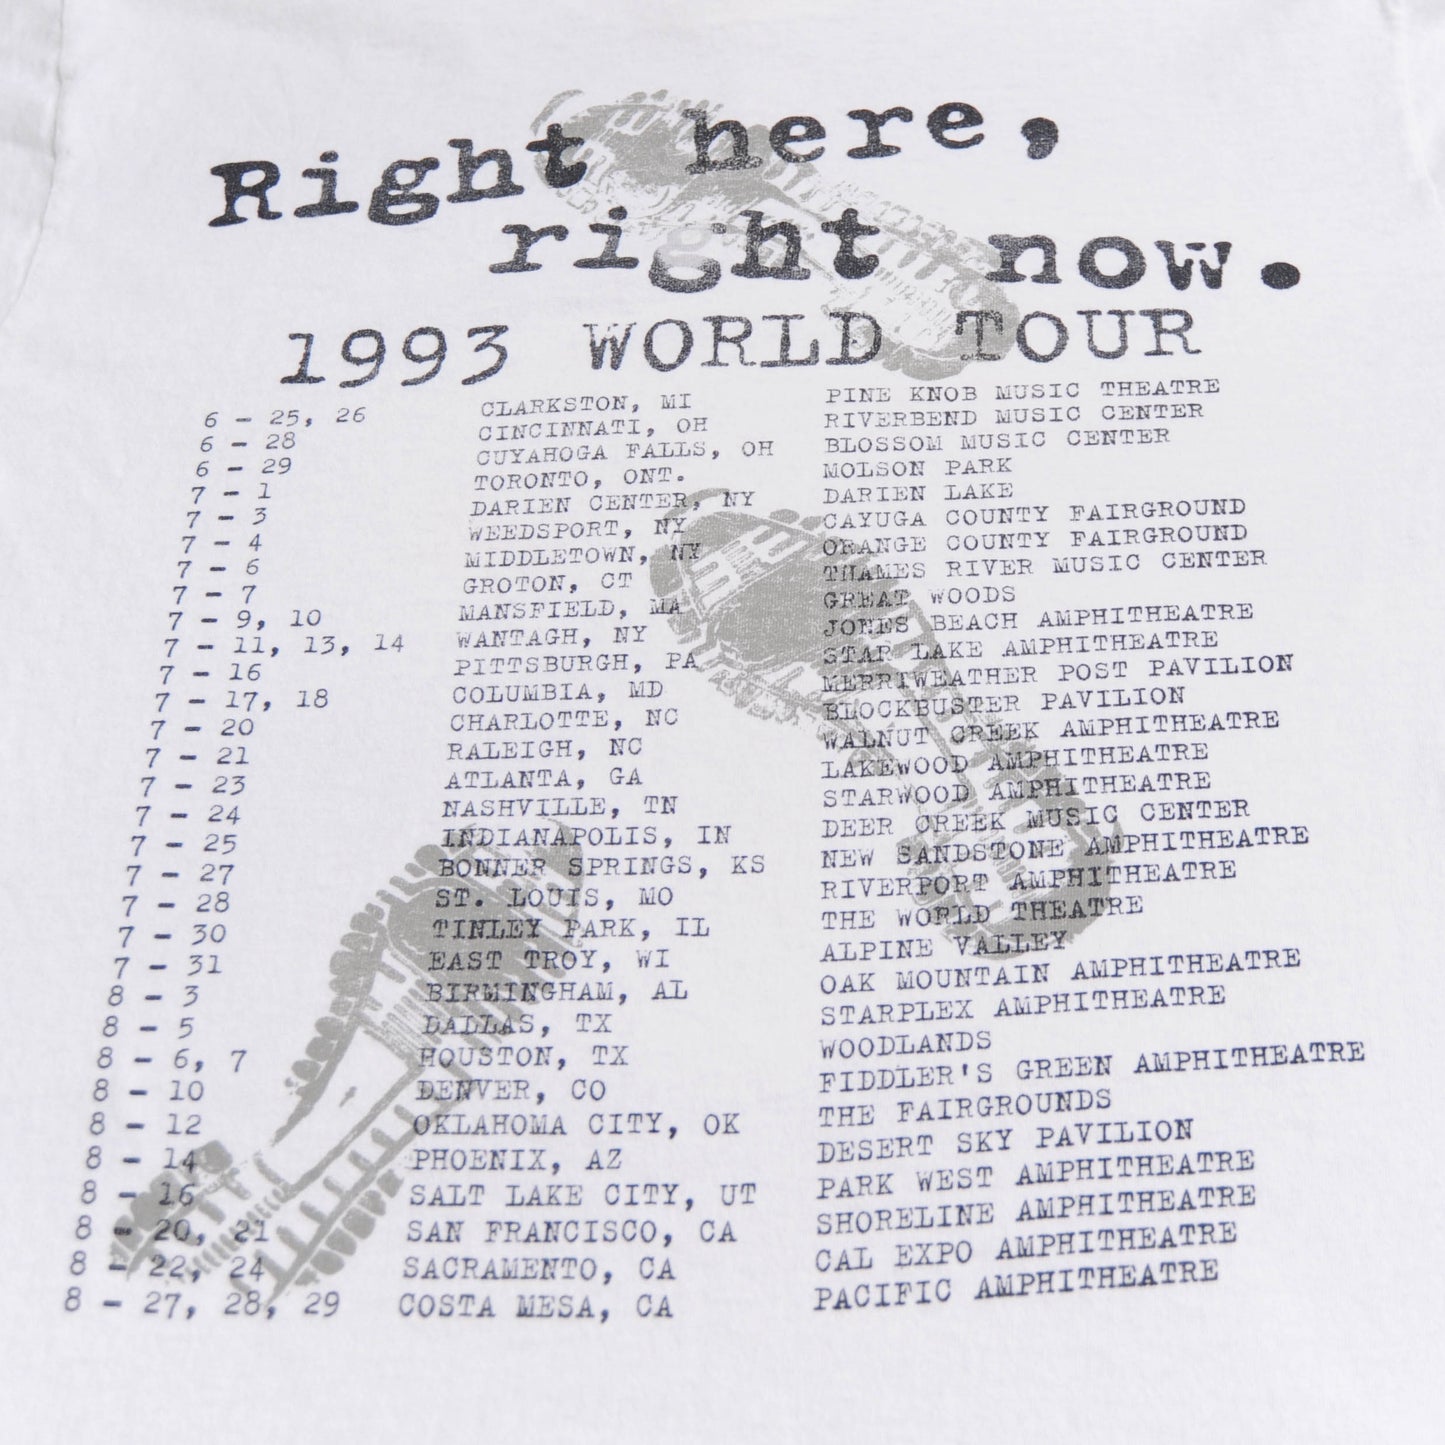 Right here,
right now.
1993 WORLD TOUR
6 - 25, 26 CLARKSTON, MI PINE KNOB MUSIC THEATRE
6 - 28 CINCINNATI, OH RIVERBEND MUSIC CENTER
6 - 29 CUYAHOGA FALLS, OH BLOSSOM MUSIC CENTER
7 - 1 TORONTO, ONT. MOLSON PARK
7 - 3 DARIEN CENTER, NY DARIEN LAKE
7 - 4 WEEDSPORT, NY CAYUGA COUNTY FAIRGROUND
7 - 6 MIDDLETOWN, NY ORANGE COUNTY FAIRGROUND
7 - 7 GROTON, CT THAMES RIVER MUSIC CENTER
7 - 9, 10 MANSFIELD, MA GREAT WOODS
7 - 11, 13, 14 WANTAGH, NY JONES BEACH AMPHITHEATRE
7 - 16 PITTSBURGH, PA STAR LAKE AMPHITHEATRE
7 - 17, 18 COLUMBIA, MD MERRIWEATHER POST PAVILION
7 - 20 CHARLOTTE, NC BLOCKBUSTER PAVILION
7 - 21 RALEIGH, NC WALNUT CREEK AMPHITHEATRE
7 - 23 ATLANTA, GA LAKEWOOD AMPHITHEATRE
7 - 24 NASHVILLE, TN STARWOOD AMPHITHEATRE
7 - 25 INDIANAPOLIS, IN DEER CREEK MUSIC CENTER
7 - 27 BONNER SPRINGS, KS NEW SANDSTONE AMPHITHEATRE
7 - 28 ST. LOUIS, MO RIVERPORT AMPHITHEATRE
7 - 30 TINLEY PARK, IL THE WORLD THEATRE
7 - 31 EAST TROY, WI ALPINE VALLEY
8 - 3 BIRMINGHAM, AL OAK MOUNTAIN AMPHITHEATRE
8 - 5 DALLAS, TX STARPLEX AMPHITHEATRE
8 - 6, 7 HOUSTON, TX WOODLANDS
8 - 10 DENVER, CO FIDDLER'S GREEN AMPHITHEATRE
8 - 12 OKLAHOMA CITY, OK THE FAIRGROUNDS
8 - 14 PHOENIX, AZ DESERT SKY PAVILION
8 - 16 SALT LAKE CITY, UT PARK WEST AMPHITHEATRE
8 - 20, 21 SAN FRANCISCO, CA SHORELINE AMPHITHEATRE
8 - 22, 24 SACRAMENTO, CA CAL EXPO AMPHITHEATRE
8 - 27, 28, 29 COSTA MESA, CA PACIFIC AMPHITHEATRE